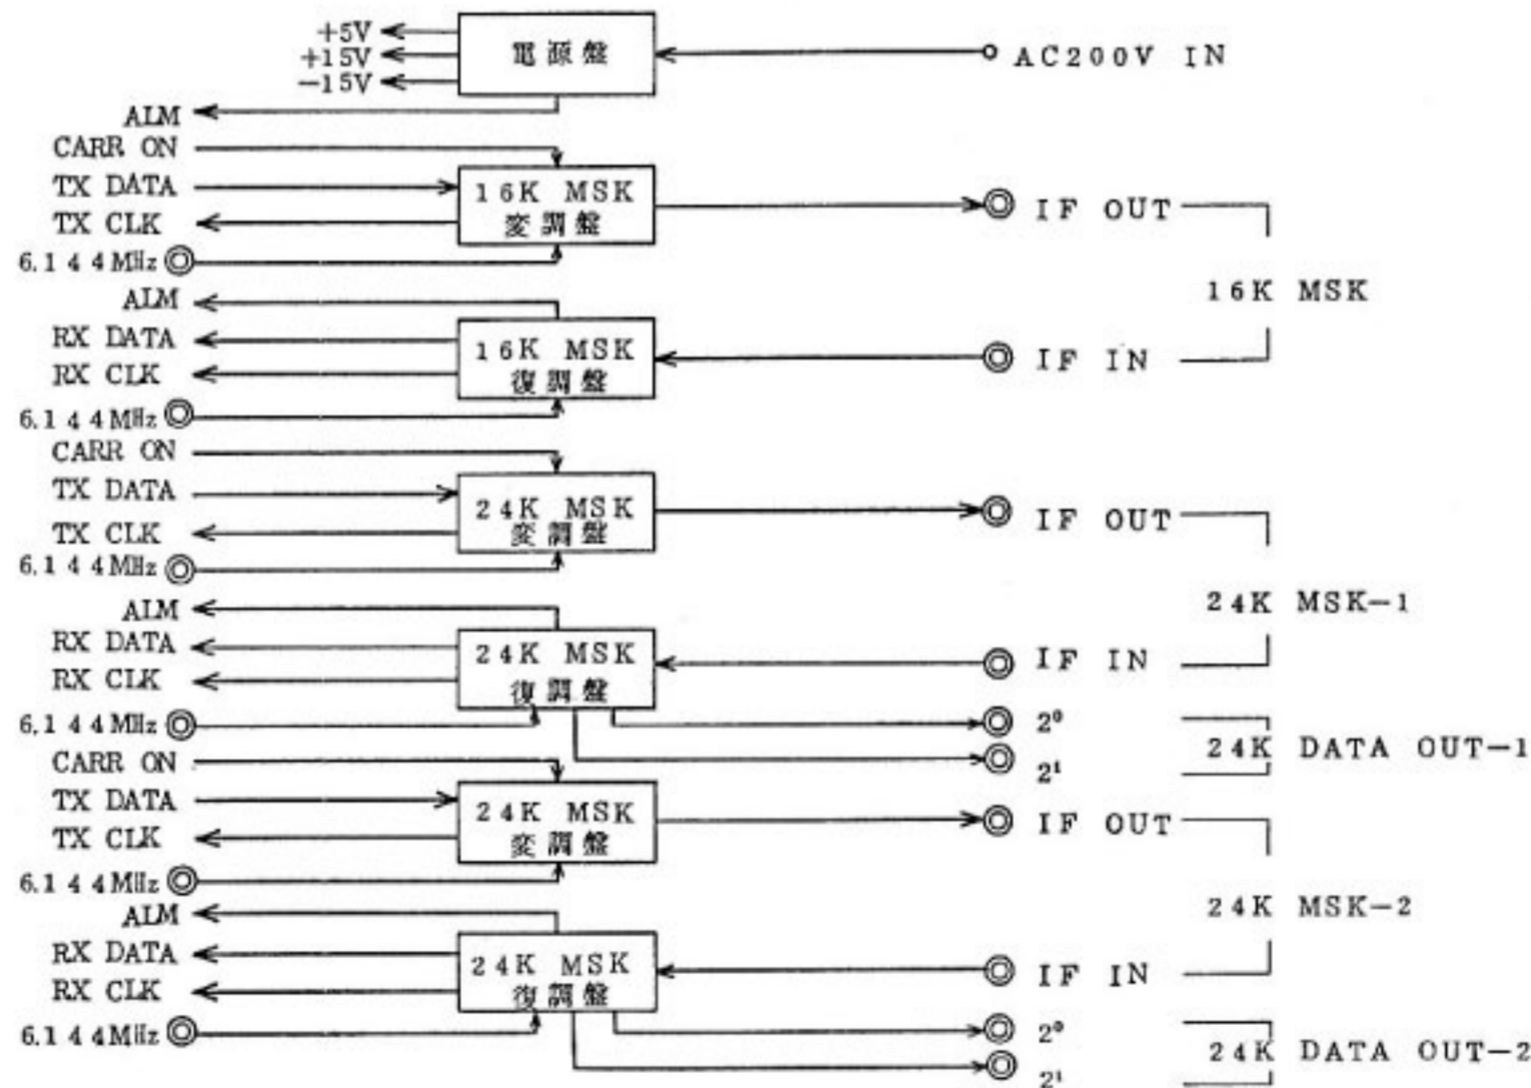 +5V
+15V
-15V
電源盤
AC200V IN
ALM
CARR ON
TX DATA
TX CLK
6.144MHz
16K MSK
変調盤
IF OUT
ALM
RX DATA
RX CLK
6.144MHz
16K MSK
復調盤
IF IN
16K MSK
CARR ON
TX DATA
TX CLK
6.144MHz
24K MSK
変調盤
IF OUT
ALM
RX DATA
RX CLK
6.144MHz
24K MSK
復調盤
IF IN
24K MSK-1
2⁰
2¹
24K DATA OUT-1
CARR ON
TX DATA
TX CLK
6.144MHz
24K MSK
変調盤
IF OUT
ALM
RX DATA
RX CLK
6.144MHz
24K MSK
復調盤
IF IN
24K MSK-2
2⁰
2¹
24K DATA OUT-2